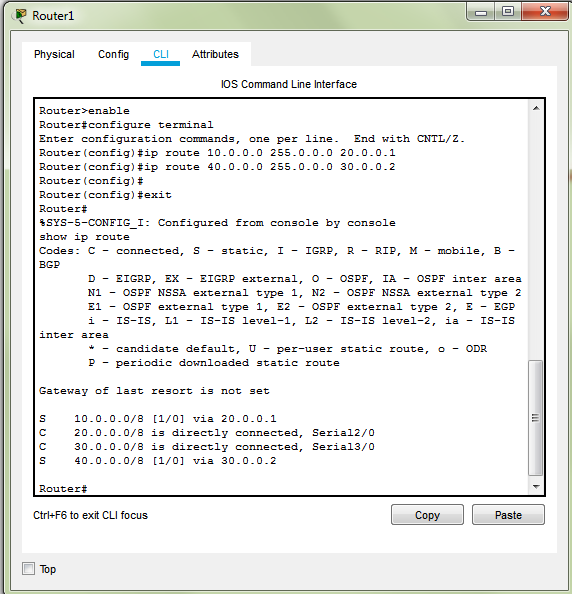 Router1
Physical Config CLI Attributes
IOS Command Line Interface
Router>enable
Router#configure terminal
Enter configuration commands, one per line.  End with CNTL/Z.
Router(config)#ip route 10.0.0.0 255.0.0.0 20.0.0.1
Router(config)#ip route 40.0.0.0 255.0.0.0 30.0.0.2
Router(config)#
Router(config)#exit
Router#
%SYS-5-CONFIG_I: Configured from console by console
show ip route
Codes: C - connected, S - static, I - IGRP, R - RIP, M - mobile, B -
BGP
       D - EIGRP, EX - EIGRP external, O - OSPF, IA - OSPF inter area
       N1 - OSPF NSSA external type 1, N2 - OSPF NSSA external type 2
       E1 - OSPF external type 1, E2 - OSPF external type 2, E - EGP
       i - IS-IS, L1 - IS-IS level-1, L2 - IS-IS level-2, ia - IS-IS
inter area
       * - candidate default, U - per-user static route, o - ODR
       P - periodic downloaded static route
Gateway of last resort is not set
S    10.0.0.0/8 [1/0] via 20.0.0.1
C    20.0.0.0/8 is directly connected, Serial2/0
C    30.0.0.0/8 is directly connected, Serial3/0
S    40.0.0.0/8 [1/0] via 30.0.0.2
Router#
Ctrl+F6 to exit CLI focus
Copy Paste
Top